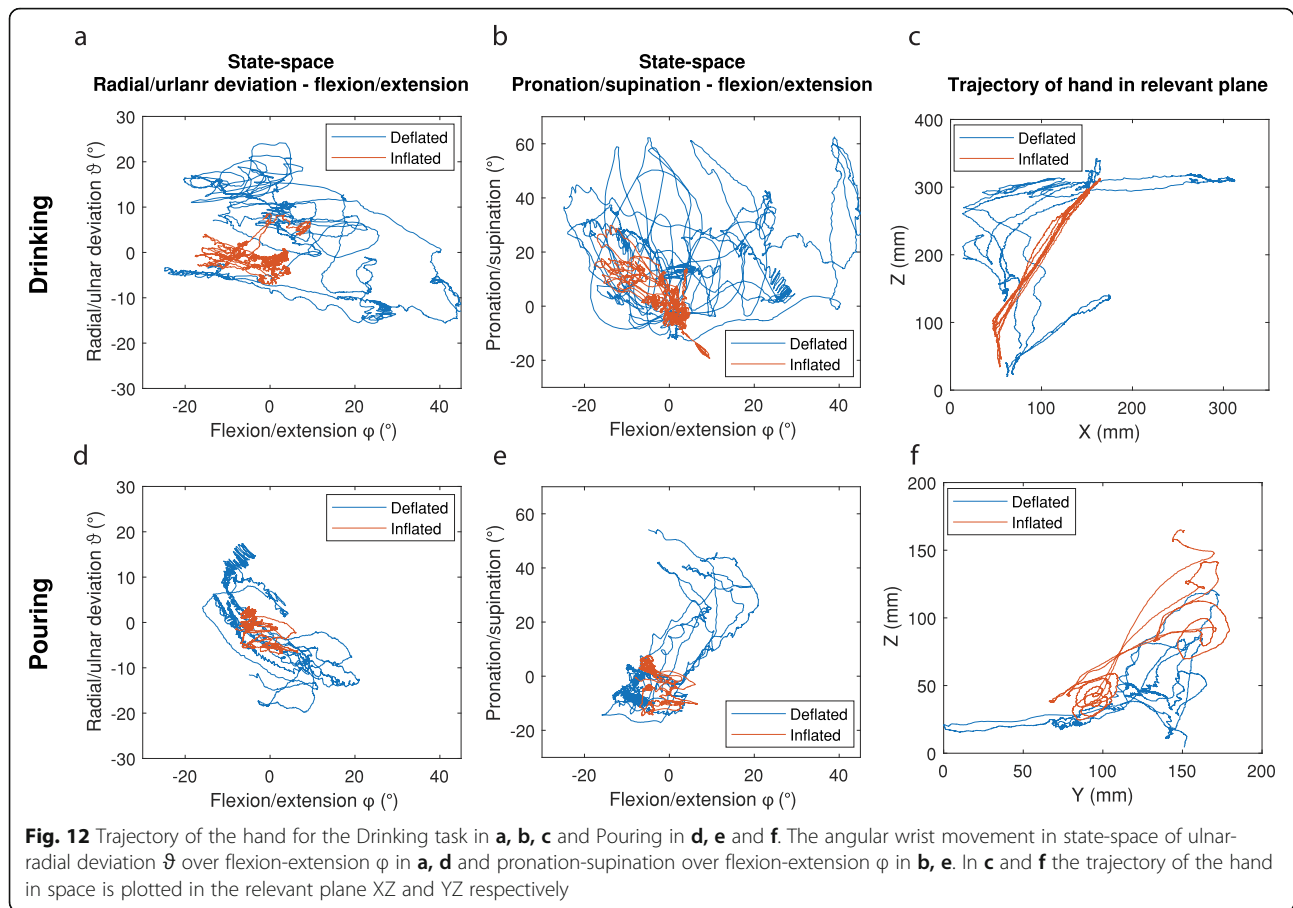 a
State-space
Radial/urlanr deviation - flexion/extension
30
20
10
0
-10
-20
-30
Radial/ulnar deviation ϑ (°)
-20
0
20
40
Flexion/extension φ (°)
Deflated
Inflated
b
State-space
Pronation/supination - flexion/extension
60
40
20
0
-20
Pronation/supination (°)
-20
0
20
40
Flexion/extension φ (°)
Deflated
Inflated
c
Trajectory of hand in relevant plane
400
300
200
100
0
Z (mm)
0
100
200
300
X (mm)
Deflated
Inflated
Drinking
d
30
20
10
0
-10
-20
-30
Radial/ulnar deviation ϑ (°)
-20
0
20
40
Flexion/extension φ (°)
Deflated
Inflated
e
60
40
20
0
-20
Pronation/supination (°)
-20
0
20
40
Flexion/extension φ (°)
Deflated
Inflated
f
200
150
100
50
0
Z (mm)
0
50
100
150
200
Y (mm)
Deflated
Inflated
Pouring
Fig. 12 Trajectory of the hand for the Drinking task in a, b, c and Pouring in d, e and f. The angular wrist movement in state-space of ulnar-
radial deviation ϑ over flexion-extension φ in a, d and pronation-supination over flexion-extension φ in b, e. In c and f the trajectory of the hand
in space is plotted in the relevant plane XZ and YZ respectively